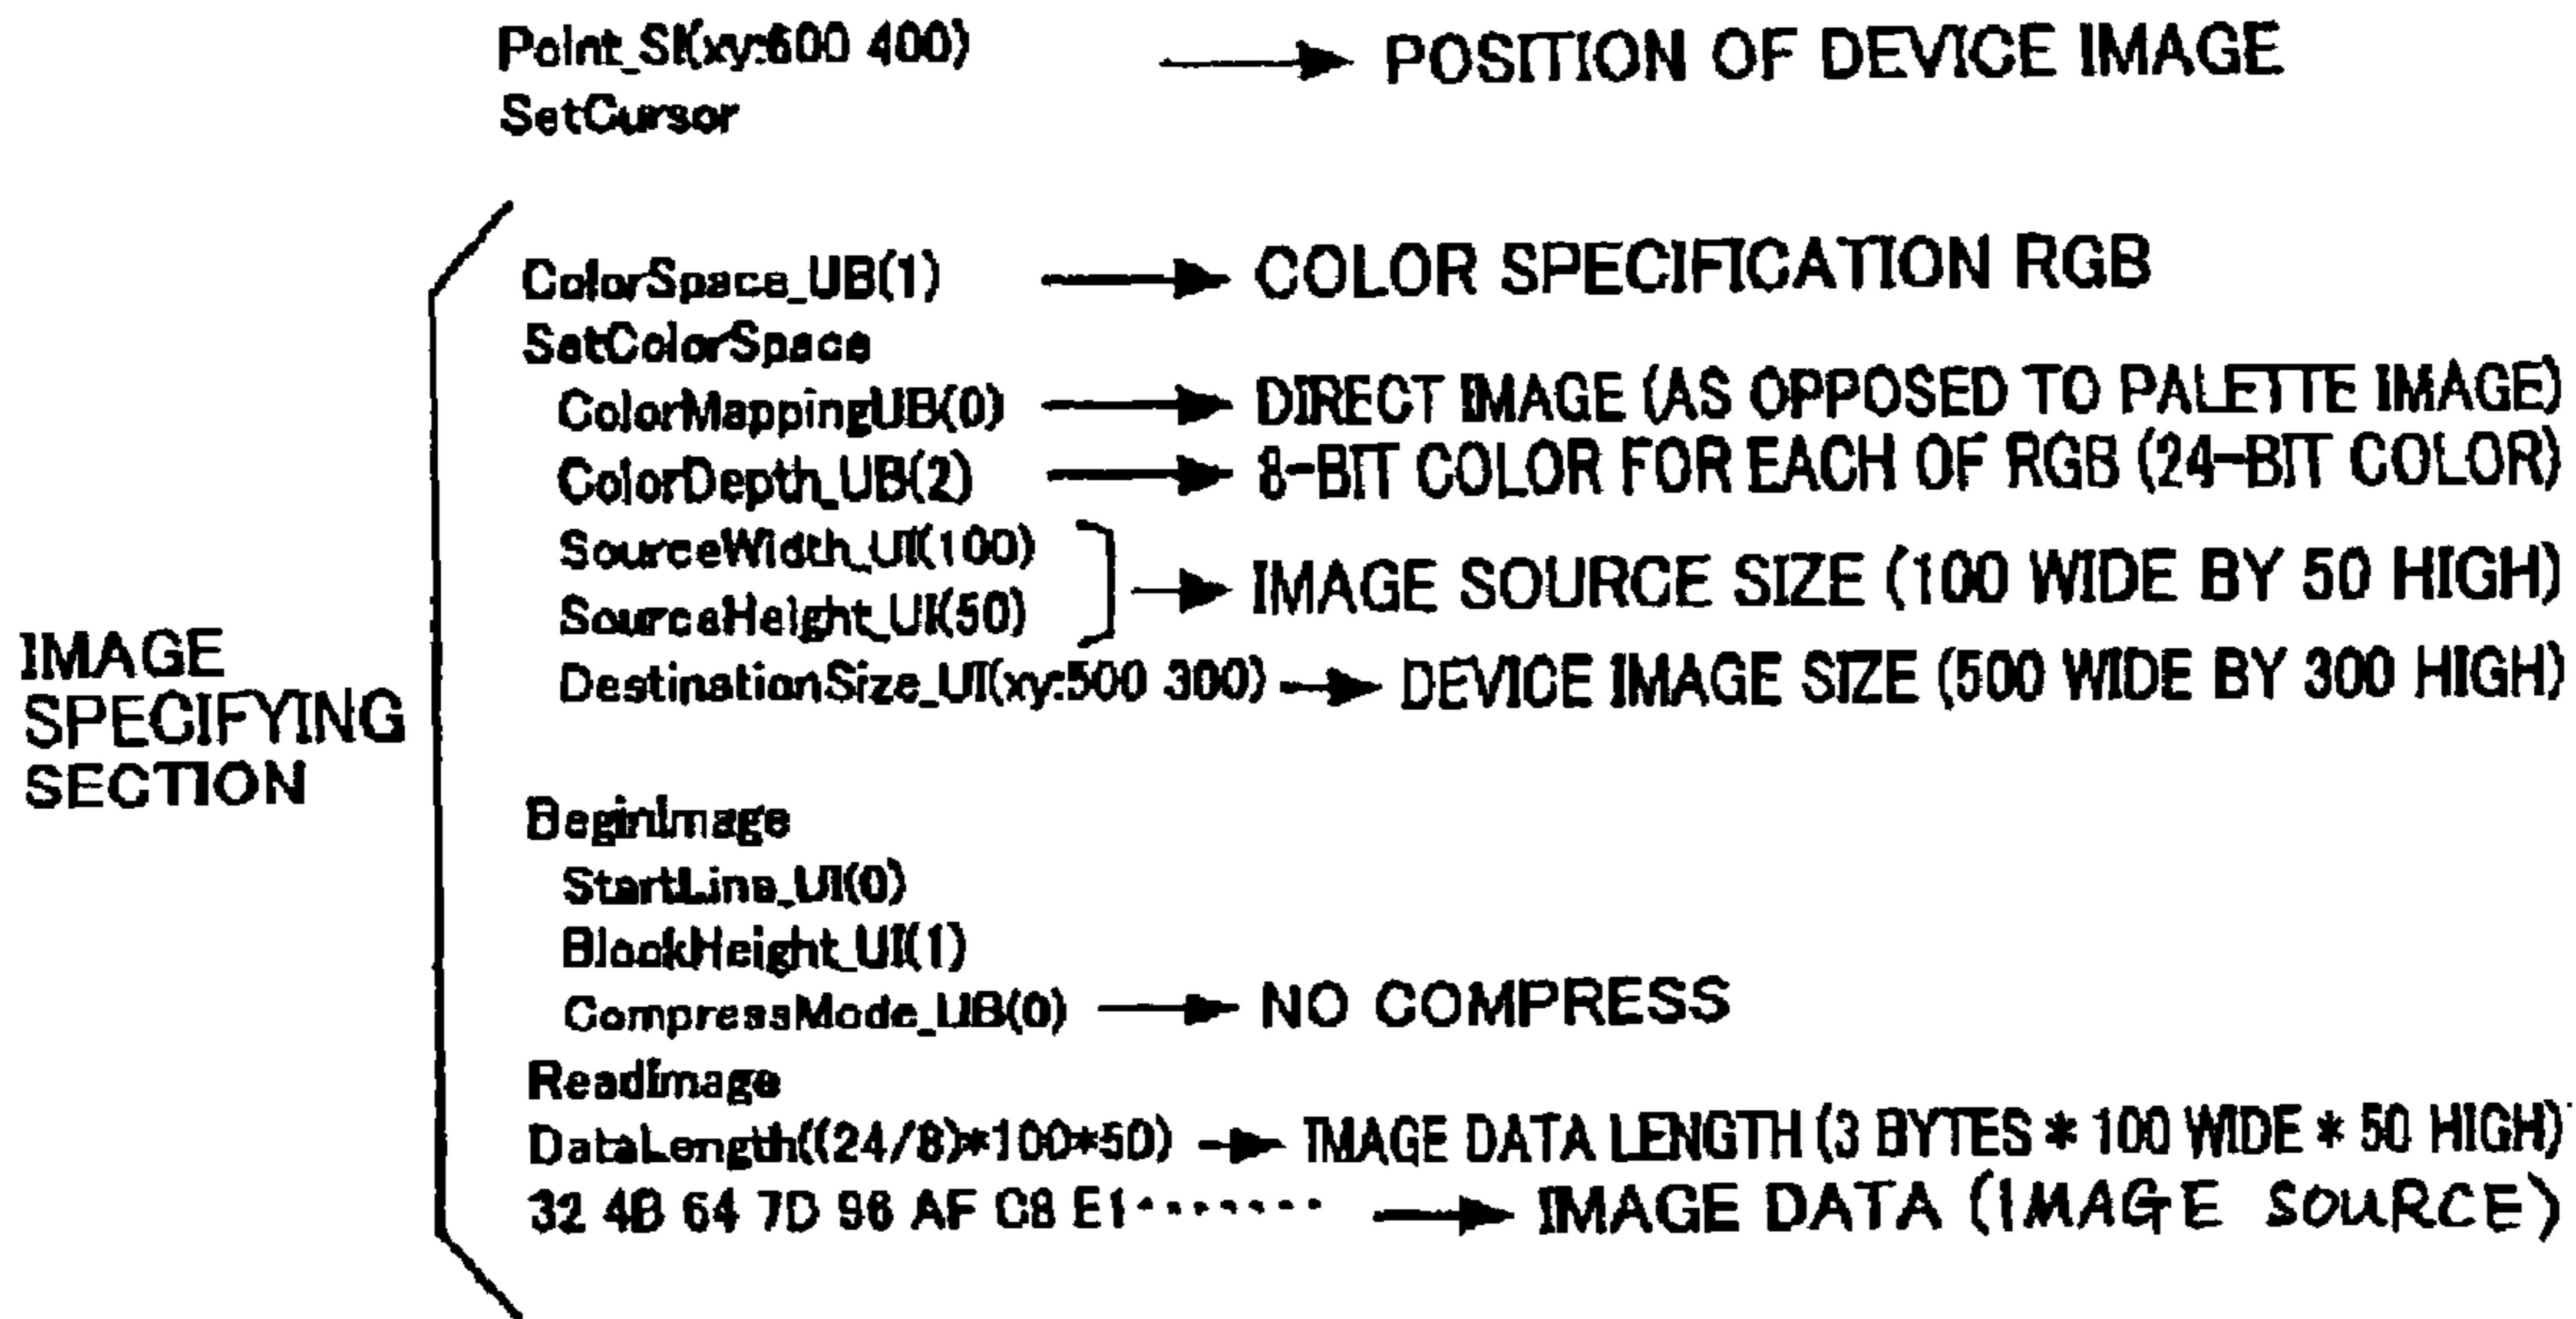 Point_SI(xy:600 400) → POSITION OF DEVICE IMAGE
SetCursor
ColorSpace_UB(1) → COLOR SPECIFICATION RGB
SetColorSpace
ColorMappingUB(0) → DIRECT IMAGE (AS OPPOSED TO PALETTE IMAGE)
ColorDepth_UB(2) → 8-BIT COLOR FOR EACH OF RGB (24-BIT COLOR)
SourceWidth_UI(100)
SourceHeight_UI(50)
→ IMAGE SOURCE SIZE (100 WIDE BY 50 HIGH)
DestinationSize_UI(xy:500 300) → DEVICE IMAGE SIZE (500 WIDE BY 300 HIGH)
IMAGE
SPECIFYING
SECTION
BeginImage
StartLine_UI(0)
BlockHeight_UI(1)
CompressMode_UB(0) → NO COMPRESS
ReadImage
DataLength((24/8)*100*50) → IMAGE DATA LENGTH (3 BYTES * 100 WIDE * 50 HIGH)
32 4B 64 7D 96 AF C8 E1・・・・・・・ → IMAGE DATA (IMAGE SOURCE)